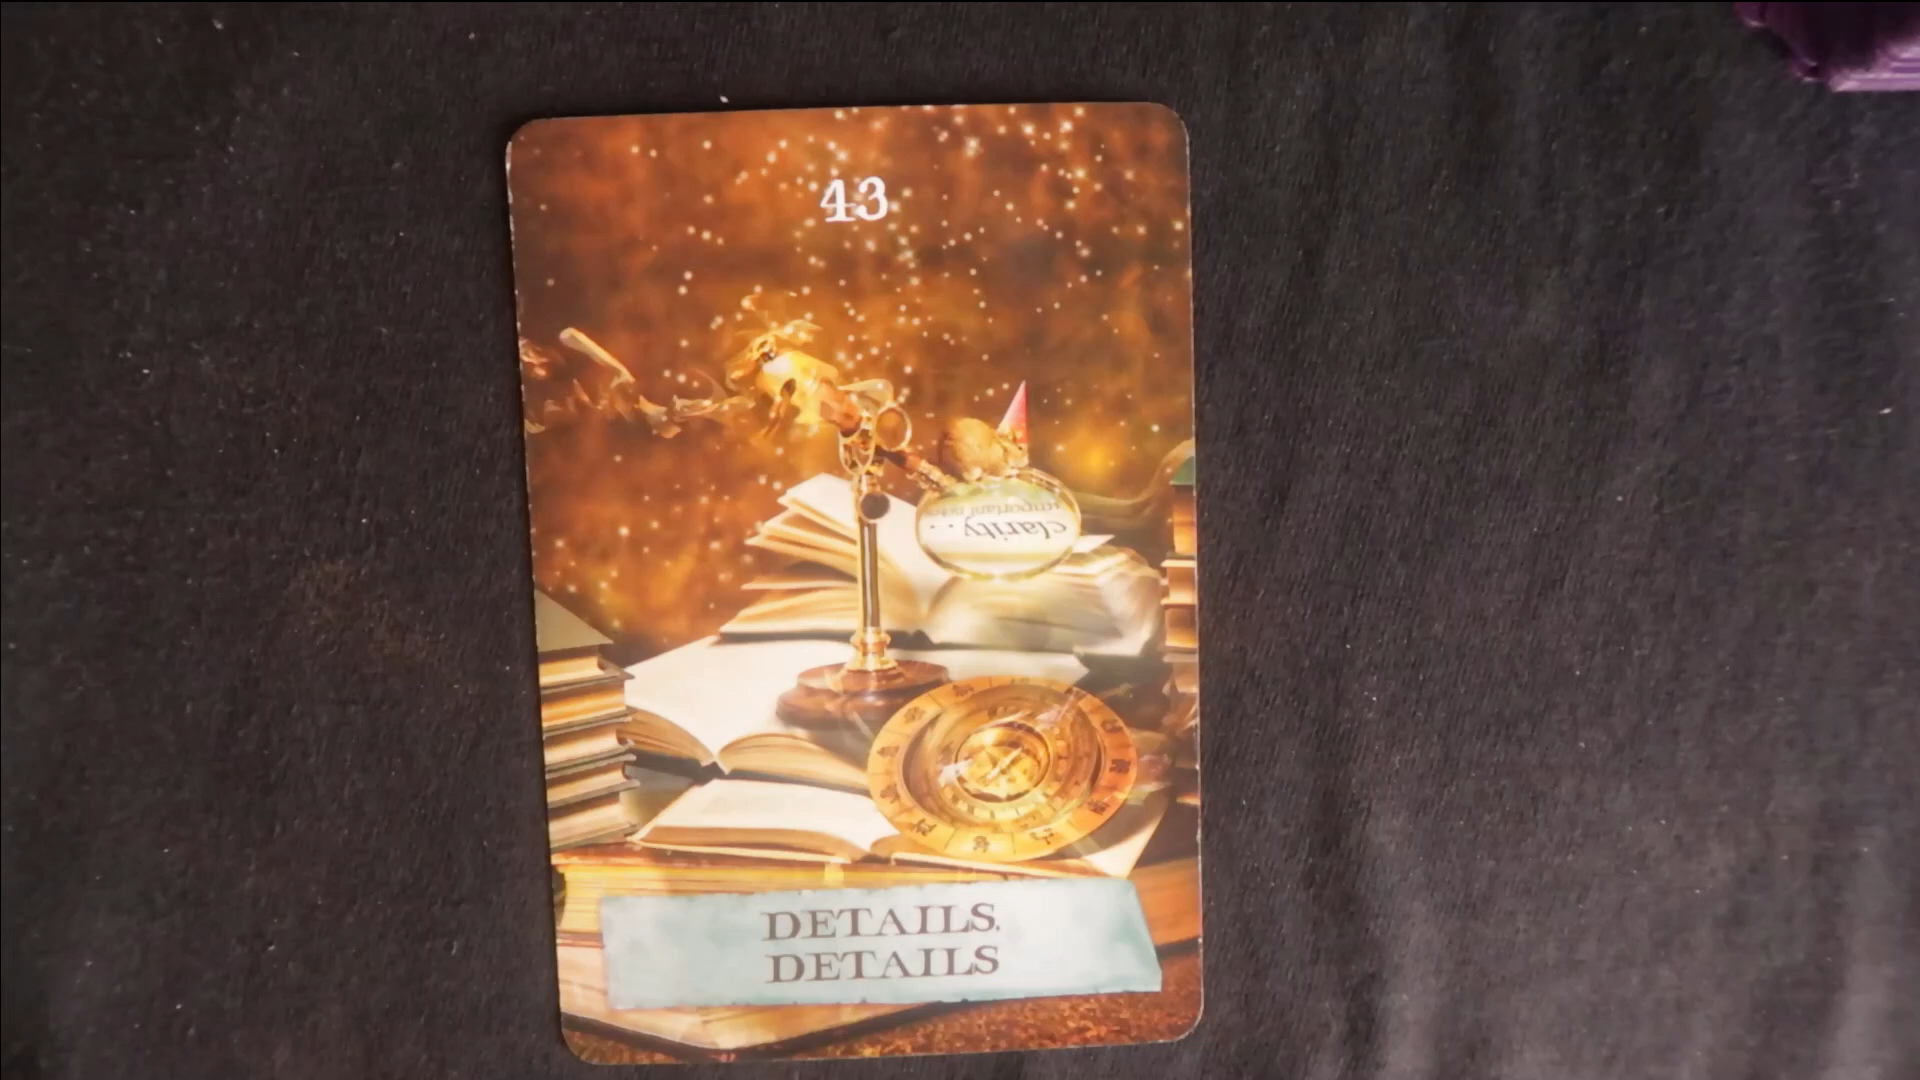 43
important notes
clarity...
DETAILS,
DETAILS